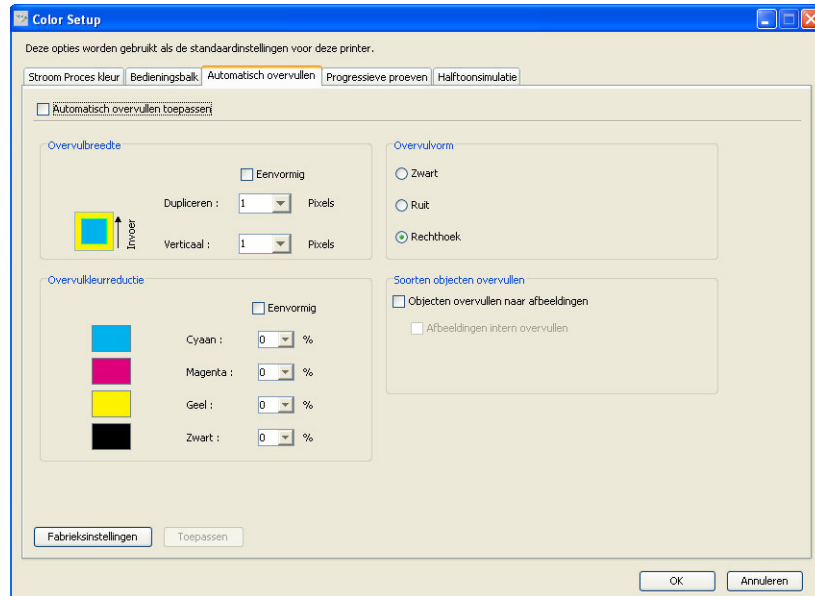 Color Setup
Deze opties worden gebruikt als de standaardinstellingen voor deze printer.
Stroom Proces kleur Bedieningsbalk Automatisch overvullen Progressieve proeven Halftoonsimulatie
Automatisch overvullen toepassen
Overvulbreedte
Eenvormig
Dupliceren : 1 Pixels
Invoer
Verticaal : 1 Pixels
Overvulvorm
Zwart
Ruit
Rechthoek
Overvulkleurreductie
Eenvormig
Cyaan : 0 %
Magenta : 0 %
Geel : 0 %
Zwart : 0 %
Soorten objecten overvullen
Objecten overvullen naar afbeeldingen
Afbeeldingen intern overvullen
Fabrieksinstellingen Toepassen
OK Annuleren